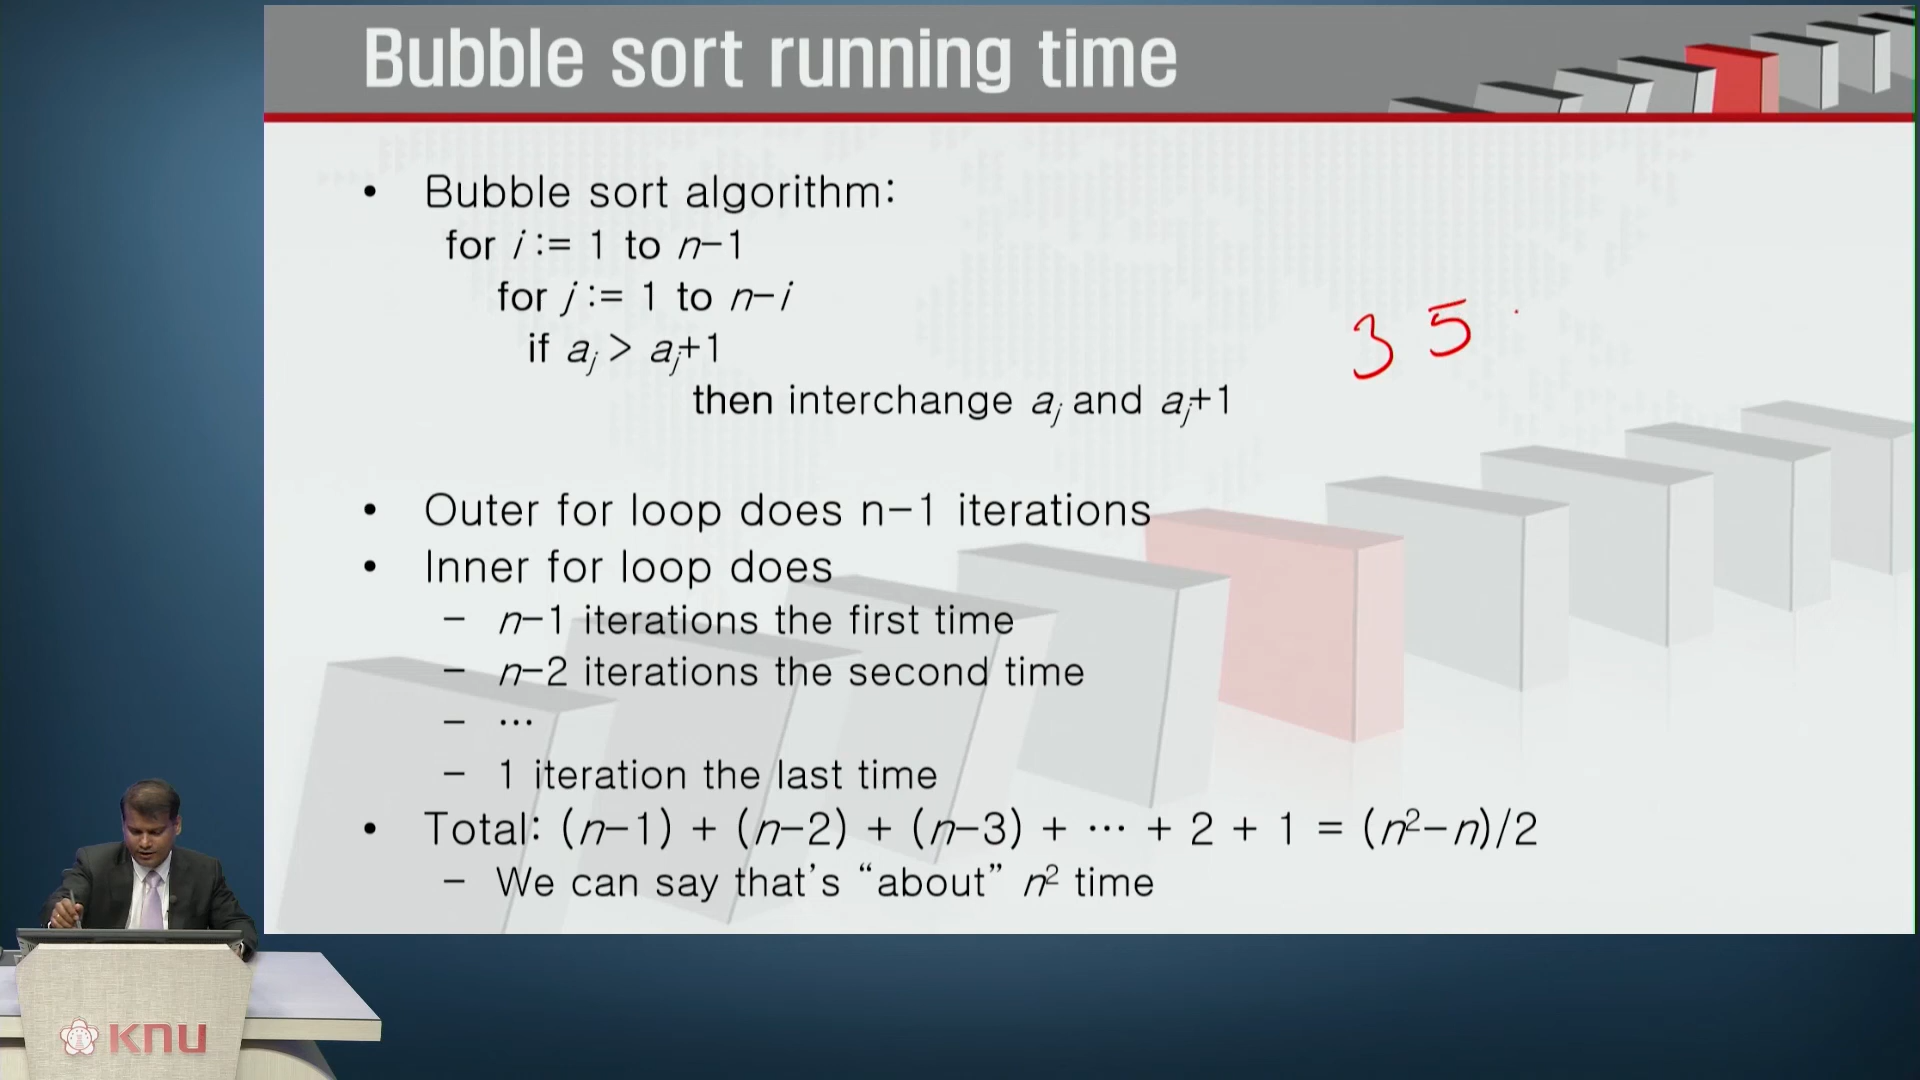 Bubble sort running time
• Bubble sort algorithm:
for i := 1 to n-1
for j := 1 to n-i
if aj > aj+1
then interchange aj and aj+1
3 5
• Outer for loop does n-1 iterations
• Inner for loop does
- n-1 iterations the first time
- n-2 iterations the second time
- ...
- 1 iteration the last time
• Total: (n-1) + (n-2) + (n-3) + ... + 2 + 1 = (n²-n)/2
- We can say that's “about” n² time
KNU